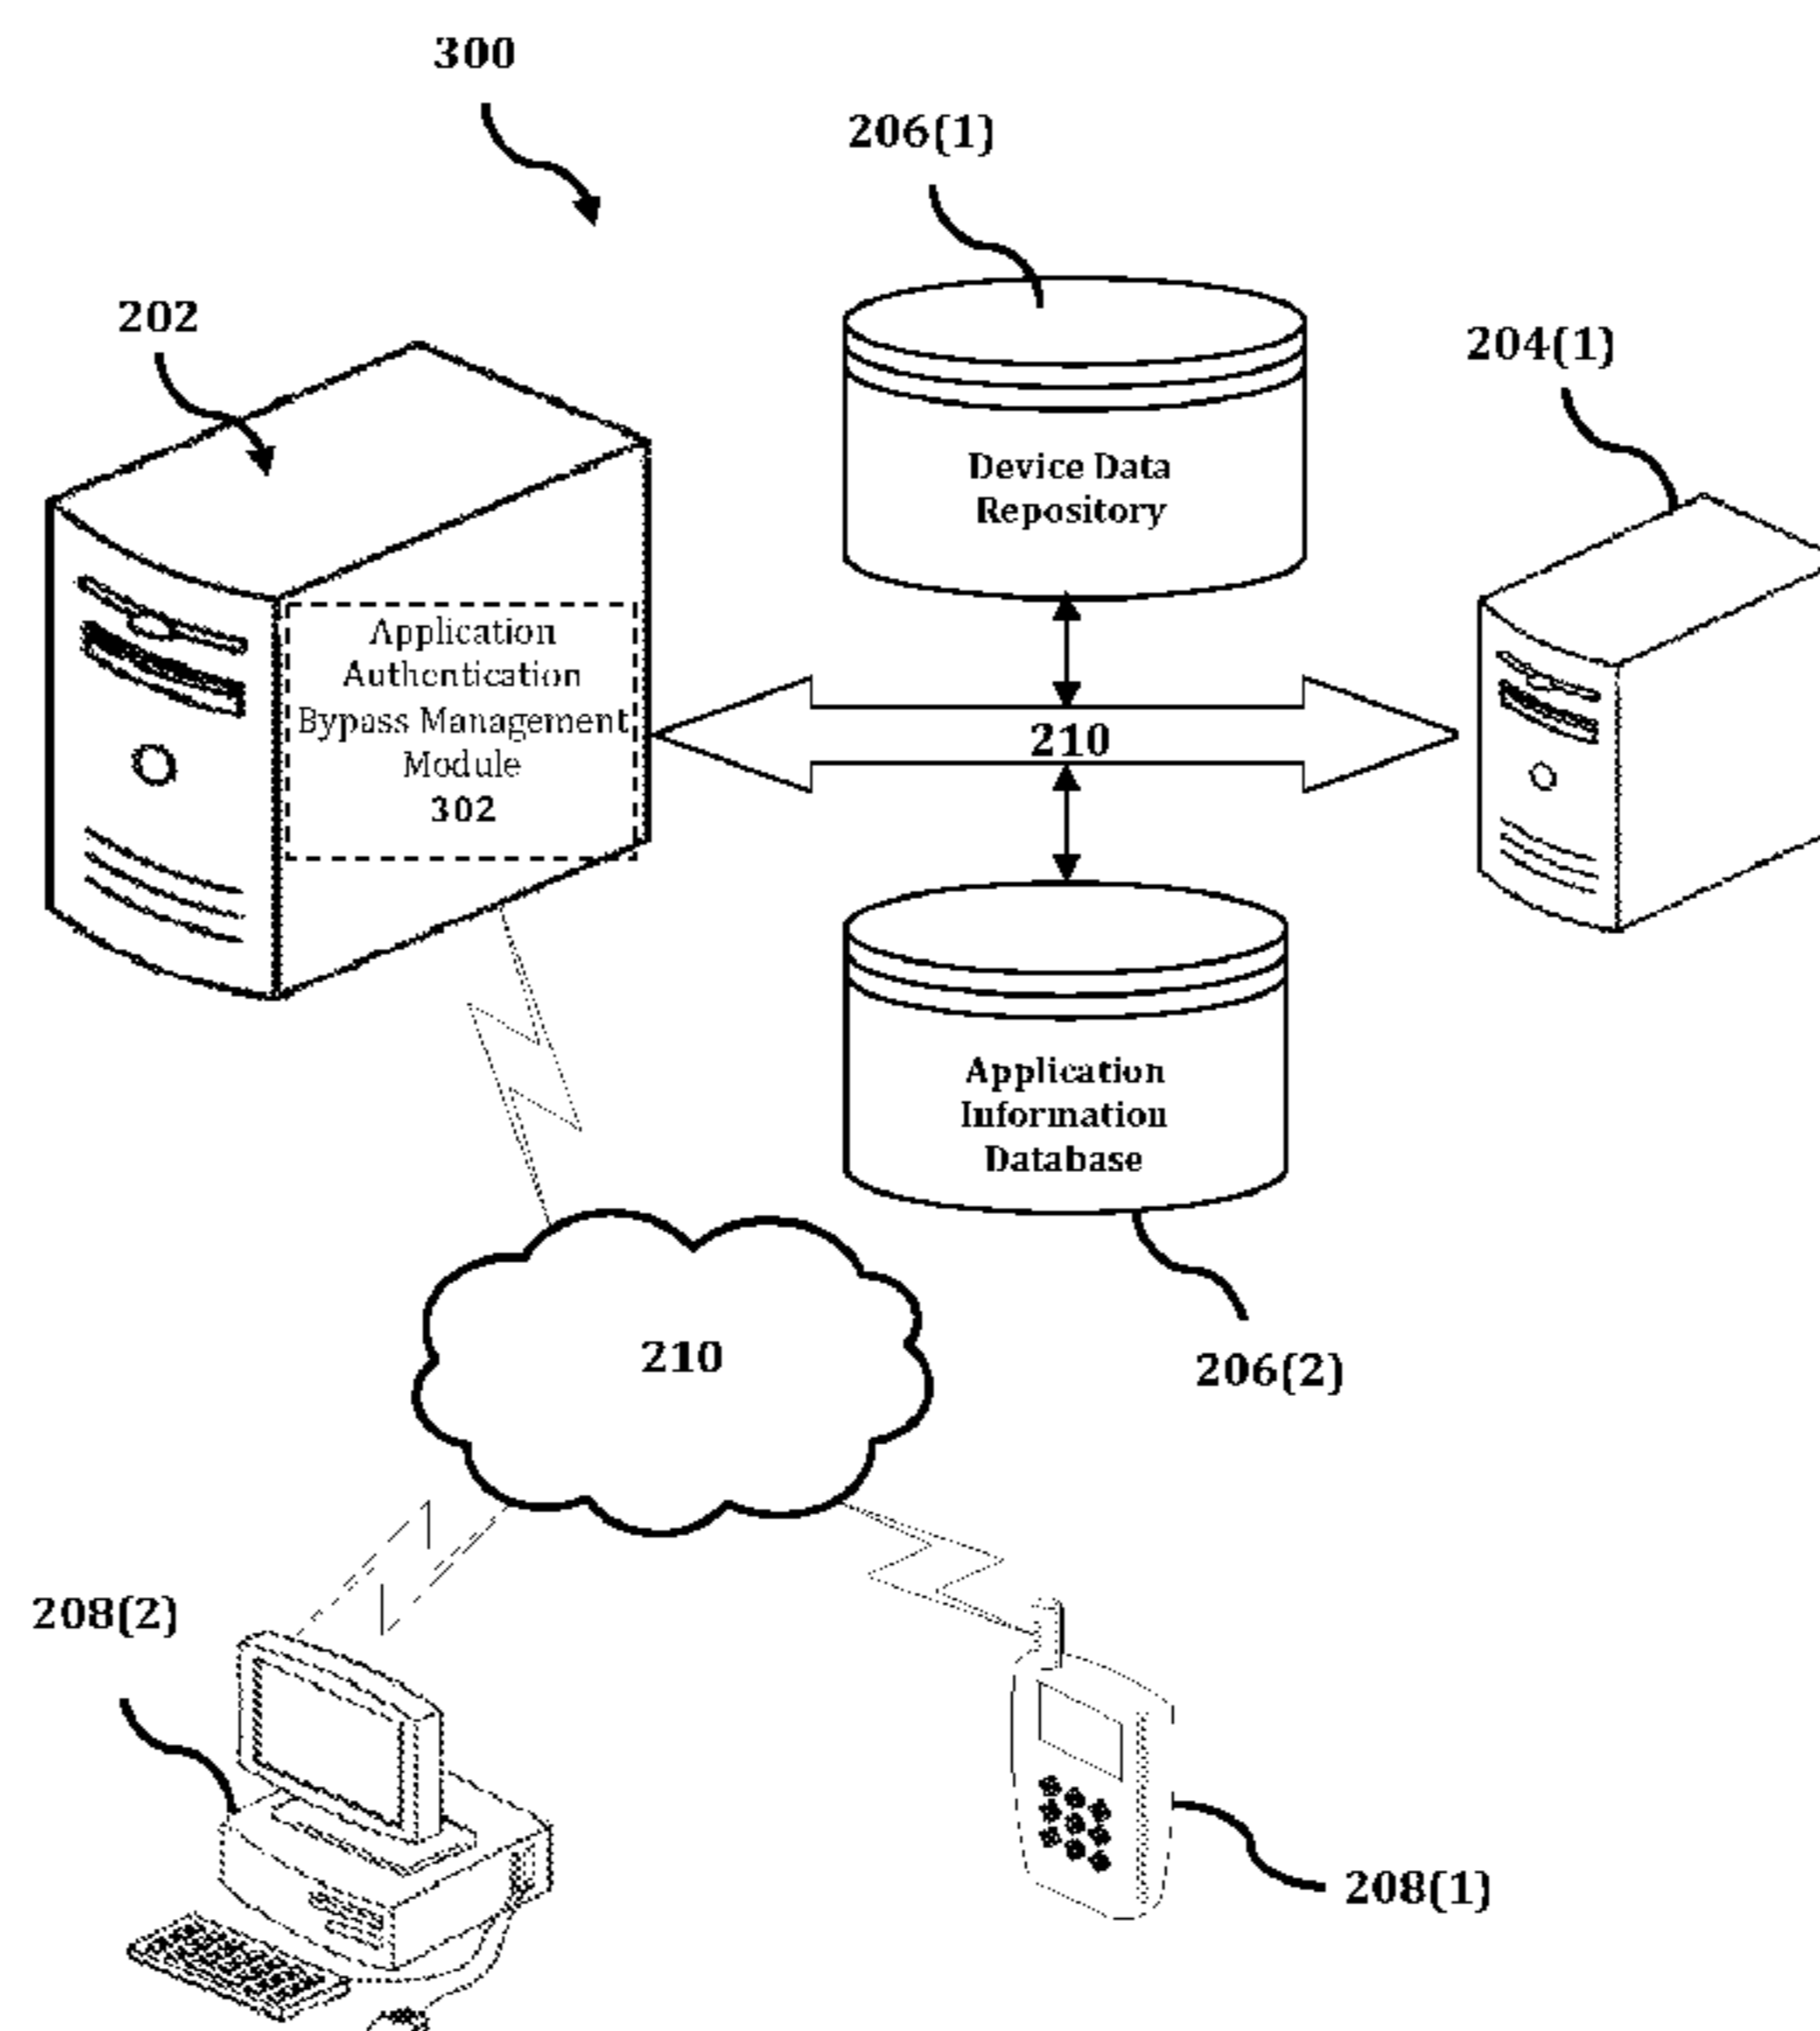 300
206(1)
202
204(1)
Device Data
Repository
Application
Authentication
Bypass Management
Module
302
210
Application
Information
Database
210
206(2)
208(2)
208(1)